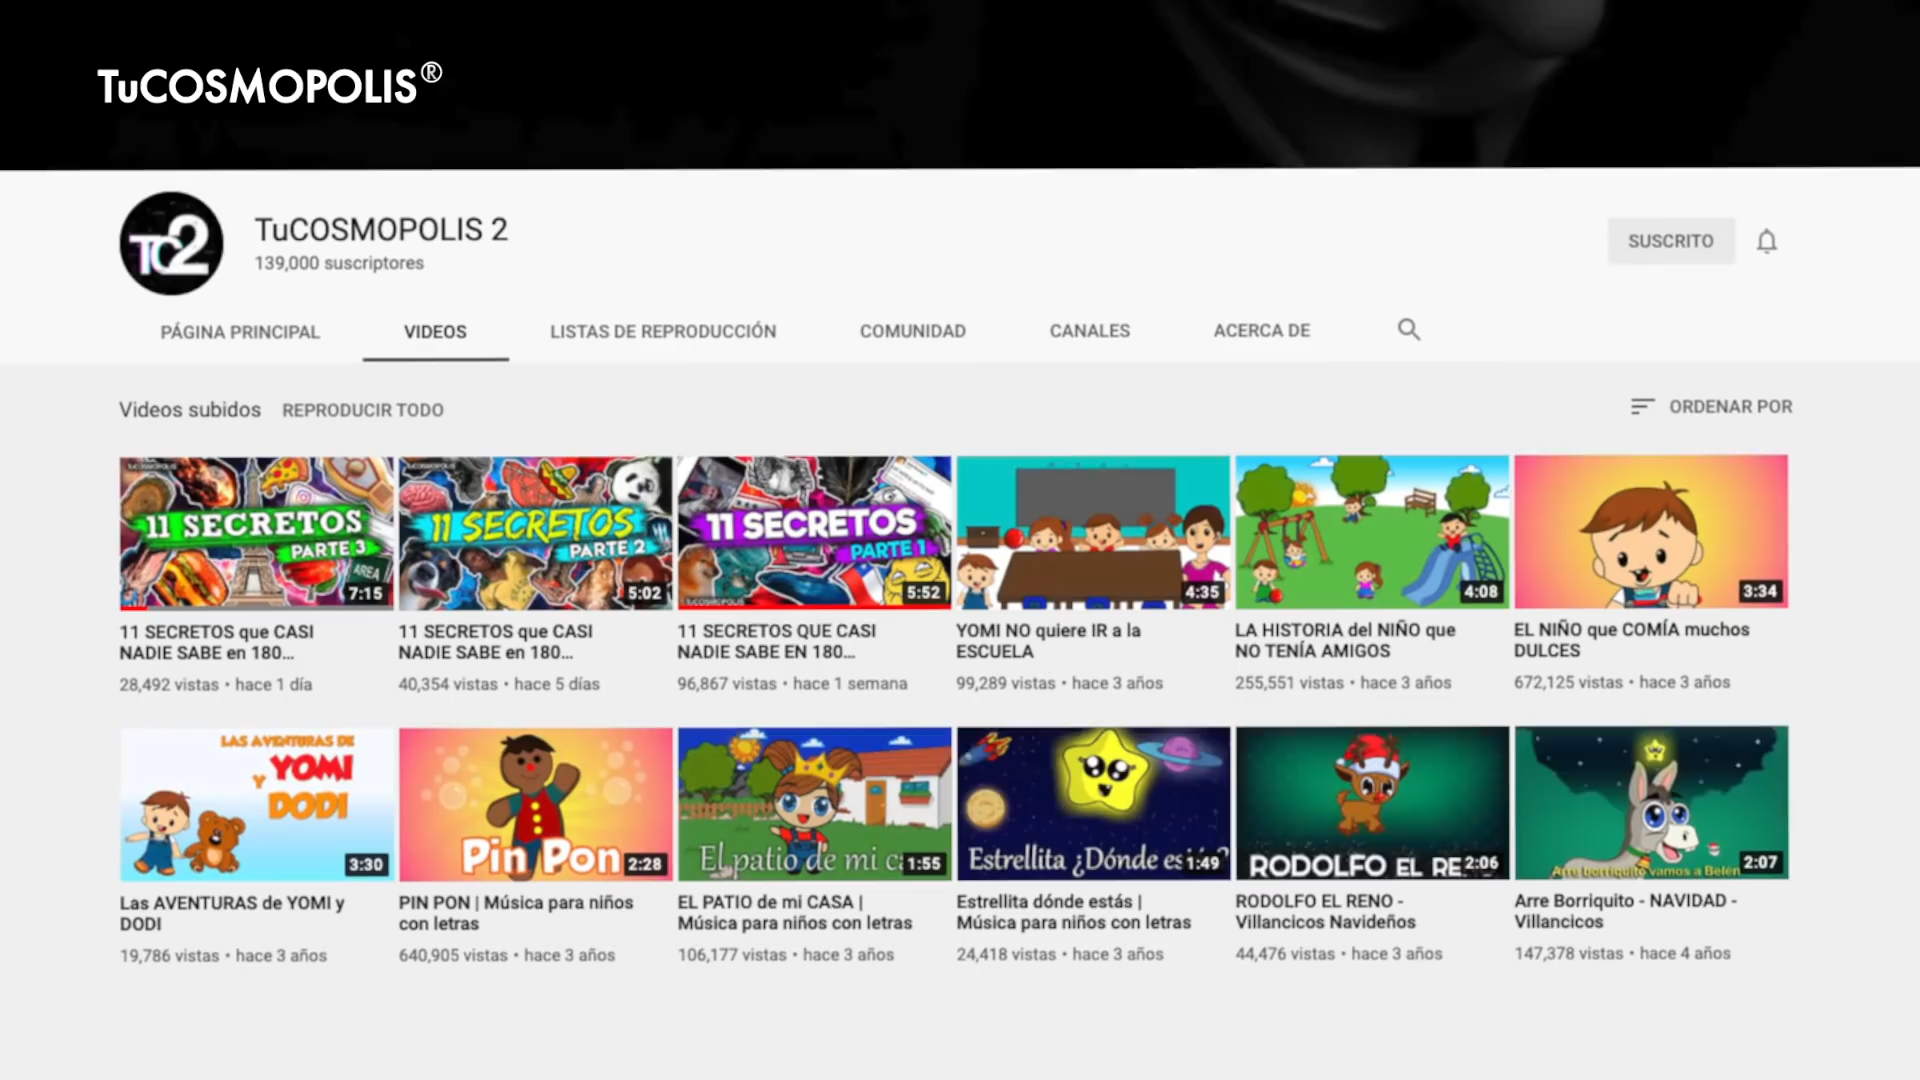 TuCOSMOPOLIS®
TC2
TuCOSMOPOLIS 2
139,000 suscriptores
SUSCRITO
PÁGINA PRINCIPAL
VIDEOS
LISTAS DE REPRODUCCIÓN
COMUNIDAD
CANALES
ACERCA DE
Videos subidos
REPRODUCIR TODO
ORDENAR POR
TUCOSMOPOLIS
11 SECRETOS
PARTE 3
AREA
7:15
TUCOSMOPOLIS
11 SECRETOS
PARTE 2
5:02
11 SECRETOS
PARTE 1
TUCOSMOPOLIS
5:52
4:35
4:08
3:34
11 SECRETOS que CASI
NADIE SABE en 180...
28,492 vistas • hace 1 día
11 SECRETOS que CASI
NADIE SABE en 180...
40,354 vistas • hace 5 días
11 SECRETOS QUE CASI
NADIE SABE EN 180...
96,867 vistas • hace 1 semana
YOMI NO quiere IR a la
ESCUELA
99,289 vistas • hace 3 años
LA HISTORIA del NIÑO que
NO TENÍA AMIGOS
255,551 vistas • hace 3 años
EL NIÑO que COMÍA muchos
DULCES
672,125 vistas • hace 3 años
LAS AVENTURAS DE
YOMI
Y
DODI
3:30
Pin Pon
2:28
El patio de mi ca
1:55
Estrellita ¿Dónde es
1:49
RODOLFO EL RE
2:06
Arre borriquito vamos a Belén
2:07
Las AVENTURAS de YOMI y
DODI
19,786 vistas • hace 3 años
PIN PON | Música para niños
con letras
640,905 vistas • hace 3 años
EL PATIO de mi CASA |
Música para niños con letras
106,177 vistas • hace 3 años
Estrellita dónde estás |
Música para niños con letras
24,418 vistas • hace 3 años
RODOLFO EL RENO -
Villancicos Navideños
44,476 vistas • hace 3 años
Arre Borriquito - NAVIDAD -
Villancicos
147,378 vistas • hace 4 años